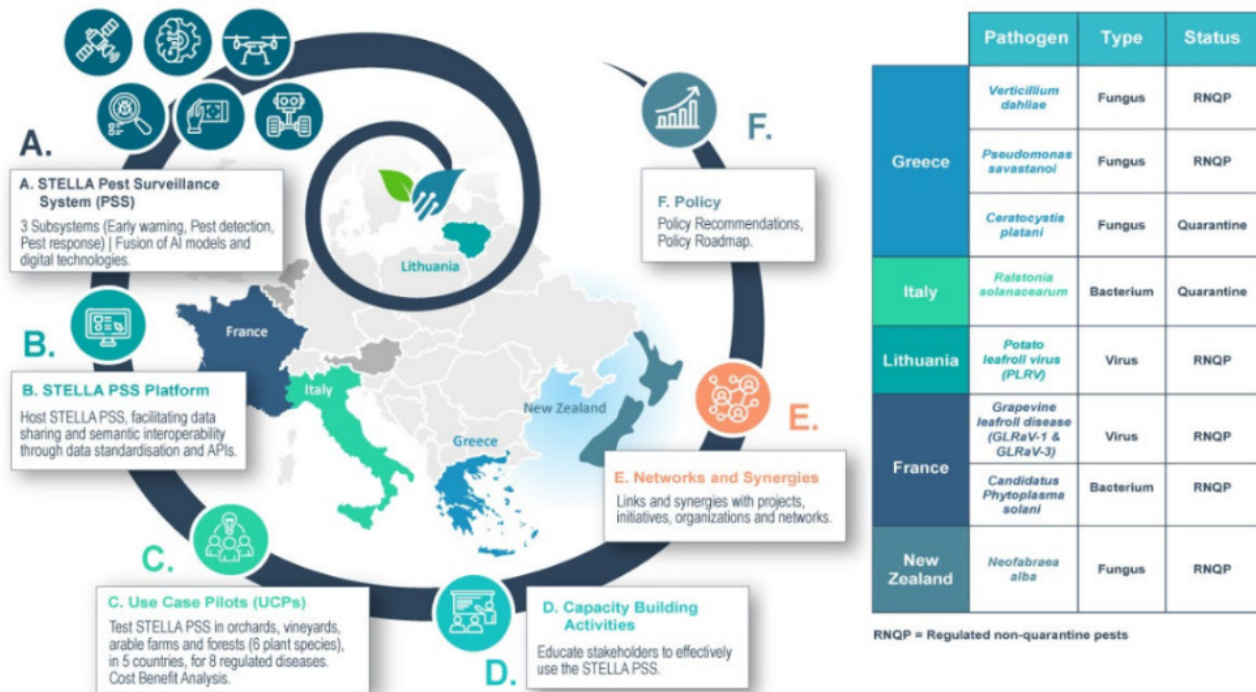 A.
A. STELLA Pest Surveillance
System (PSS)
3 Subsystems (Early warning, Pest detection,
Pest response) | Fusion of AI models and
digital technologies.
B.
B. STELLA PSS Platform
Host STELLA PSS, facilitating data
sharing and semantic interoperability
through data standardisation and APIs.
C.
C. Use Case Pilots (UCPs)
Test STELLA PSS in orchards, vineyards,
arable farms and forests (6 plant species),
in 5 countries, for 8 regulated diseases.
Cost Benefit Analysis.
D.
D. Capacity Building
Activities
Educate stakeholders to effectively
use the STELLA PSS.
E.
E. Networks and Synergies
Links and synergies with projects,
initiatives, organizations and networks.
F.
F. Policy
Policy Recommendations,
Policy Roadmap.
Lithuania
France
Italy
Greece
New Zealand
Pathogen Type Status
Greece
Verticillium
dahliae
Fungus RNQP
Pseudomonas
savastanoi
Fungus RNQP
Ceratocystis
platani
Fungus Quarantine
Italy
Ralstonia
solanacearum
Bacterium Quarantine
Lithuania
Potato
leafroll virus
(PLRV)
Virus RNQP
France
Grapevine
leafroll disease
(GLRaV-1 &
GLRaV-3)
Virus RNQP
Candidatus
Phytoplasma
solani
Bacterium RNQP
New
Zealand
Neofabraea
alba
Fungus RNQP
RNQP = Regulated non-quarantine pests